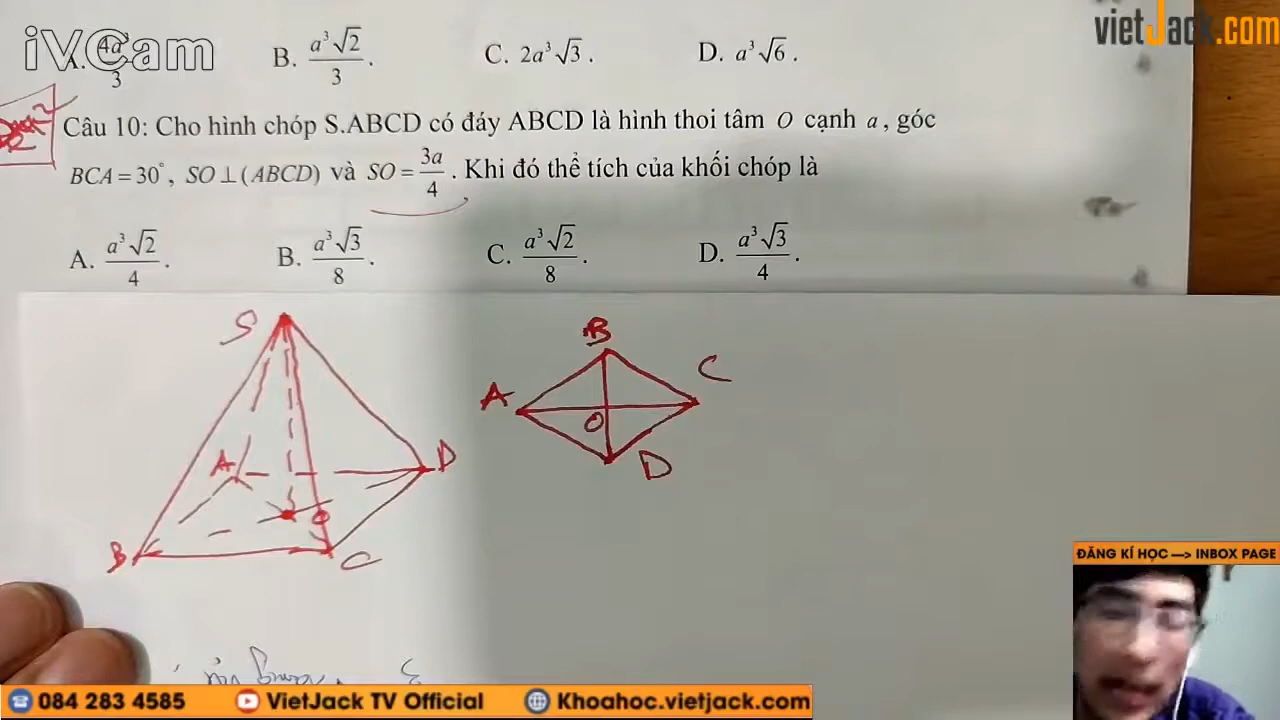 iVCam
vietJack.com
A. 4a³/3 B. a³√2/3. C. 2a³√3. D. a³√6.
Câu 10: Cho hình chóp S.ABCD có đáy ABCD là hình thoi tâm O cạnh a, góc
BCA = 30°, SO ⊥ (ABCD) và SO = 3a/4. Khi đó thể tích của khối chóp là
A. a³√2/4. B. a³√3/8. C. a³√2/8. D. a³√3/4.
S
A
D
O
B
C
B
A
C
O
D
ĐĂNG KÍ HỌC —> INBOX PAGE
084 283 4585 VietJack TV Official Khoahoc.vietjack.com